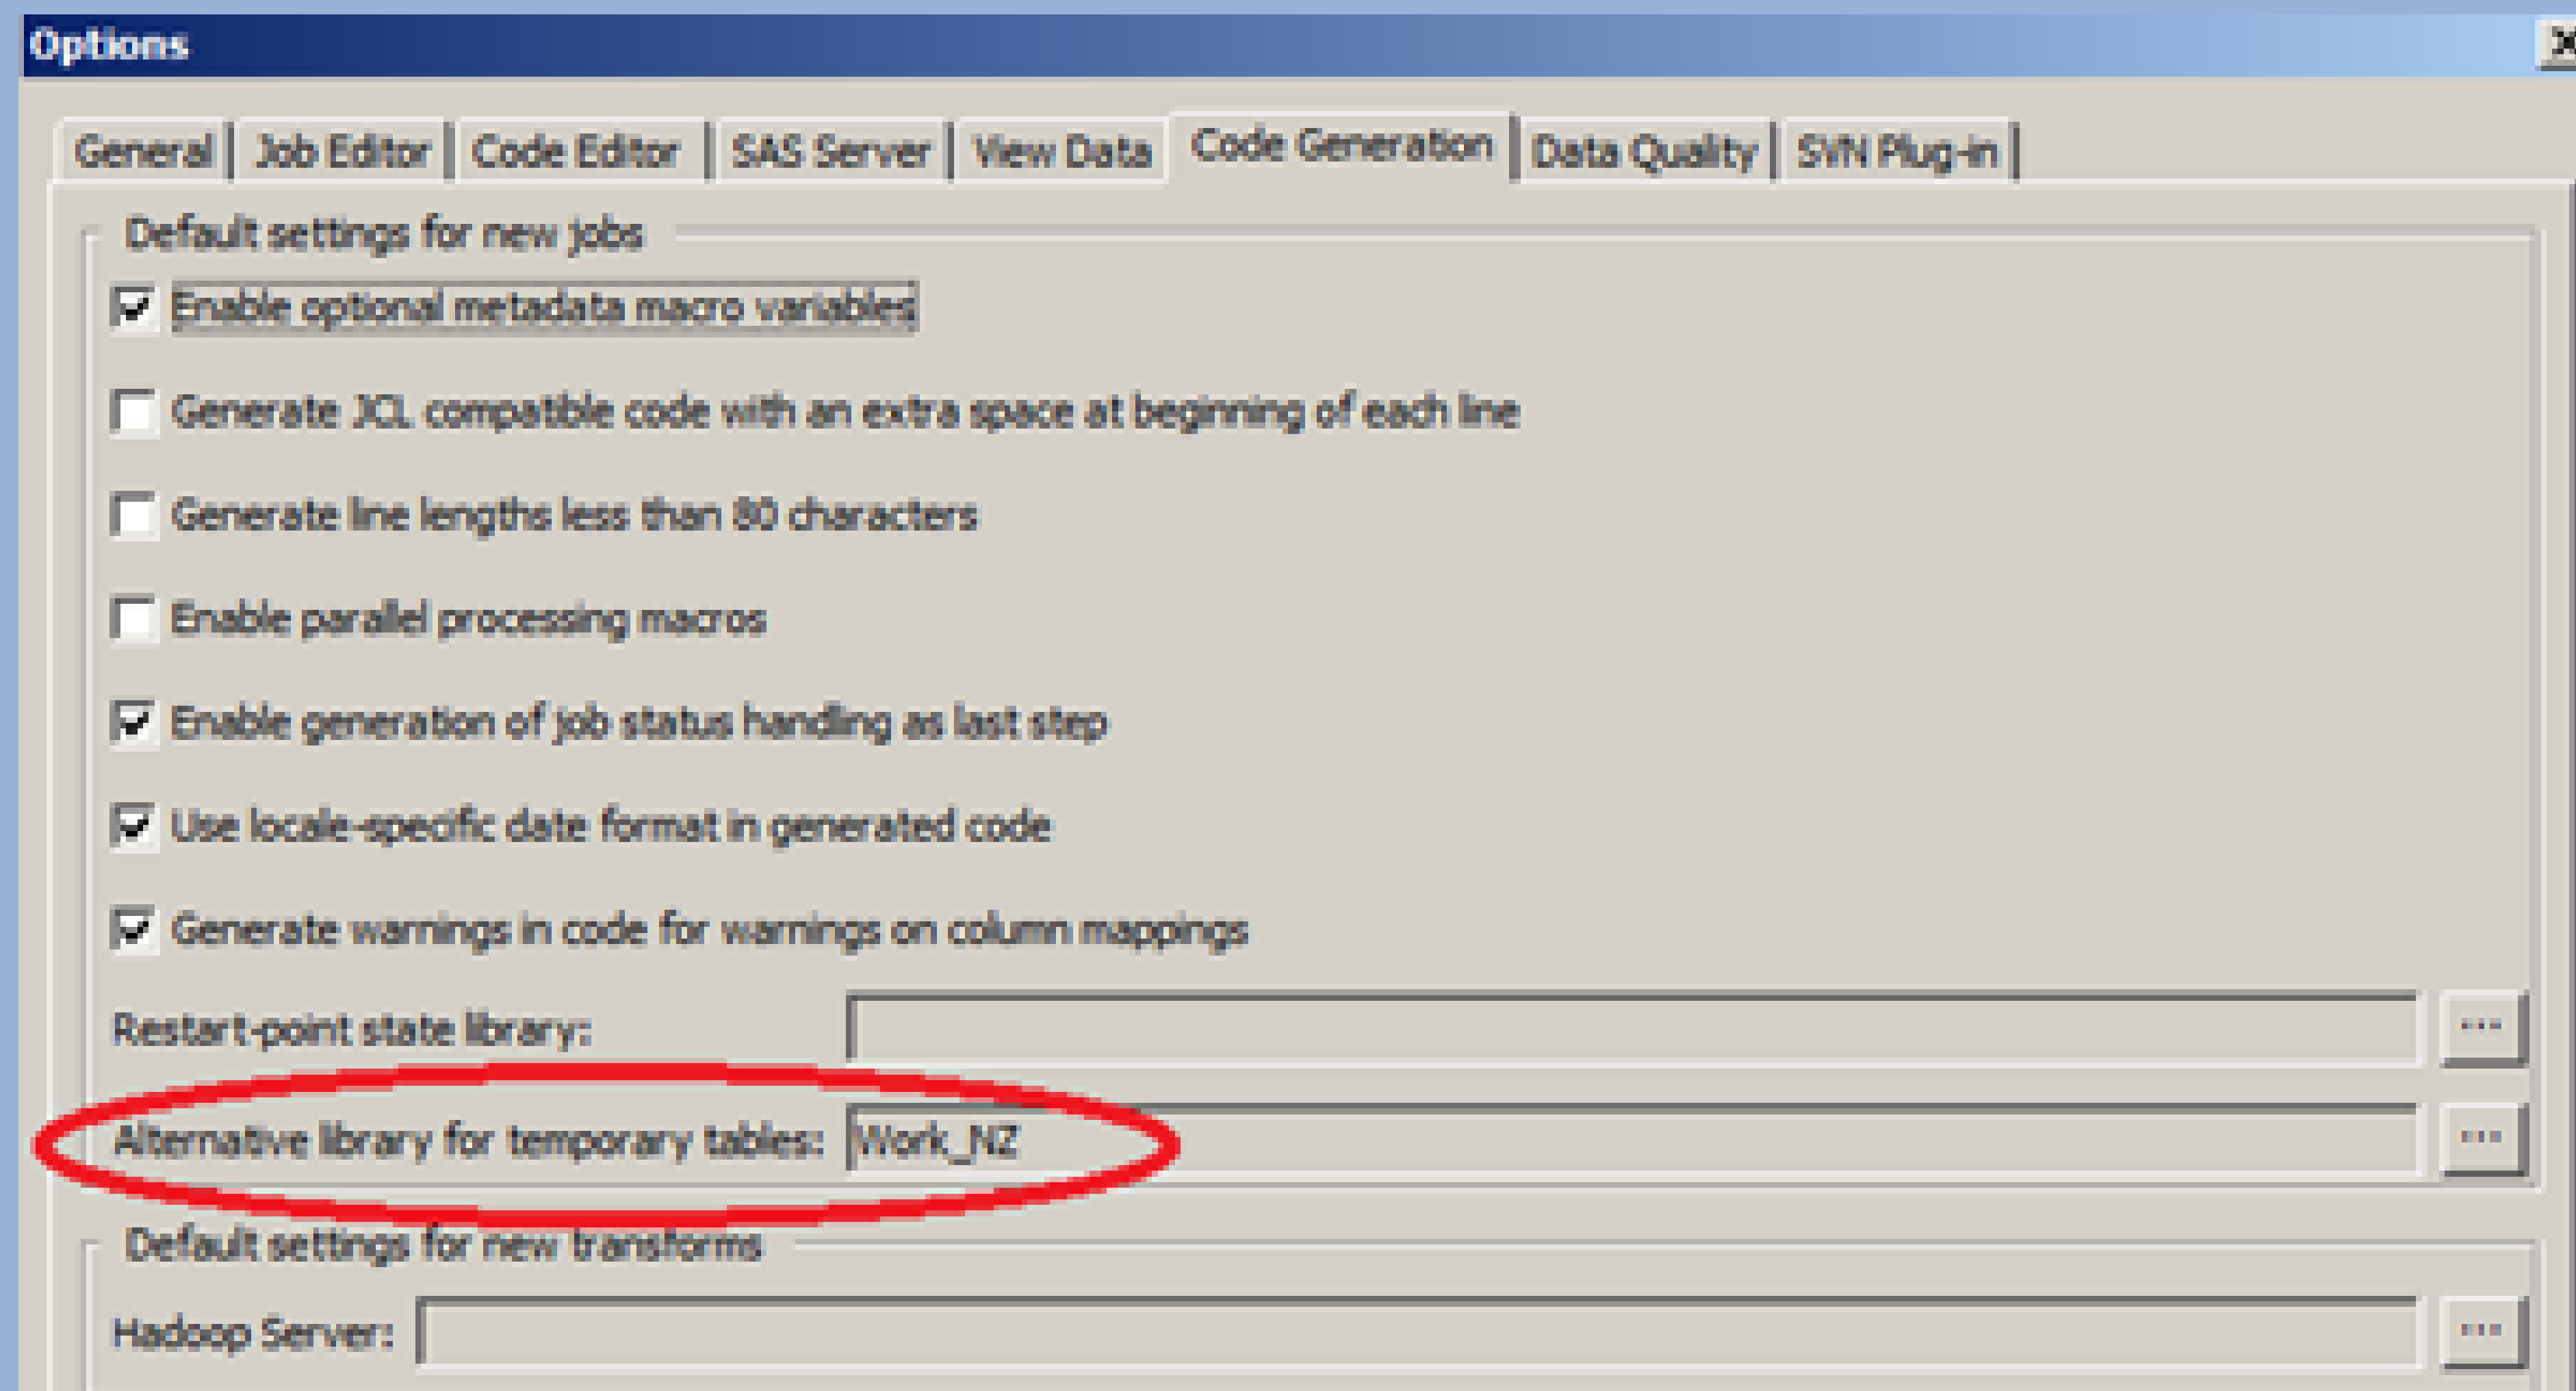 Options
General Job Editor Code Editor SAS Server View Data Code Generation Data Quality SVN Plug-in
Default settings for new jobs
Enable optional metadata macro variables
Generate JCL compatible code with an extra space at beginning of each line
Generate line lengths less than 80 characters
Enable parallel processing macros
Enable generation of job status handling as last step
Use locale-specific date format in generated code
Generate warnings in code for warnings on column mappings
Restart-point state library: ...
Alternative library for temporary tables: Work_NZ ...
Default settings for new transforms
Hadoop Server: ...